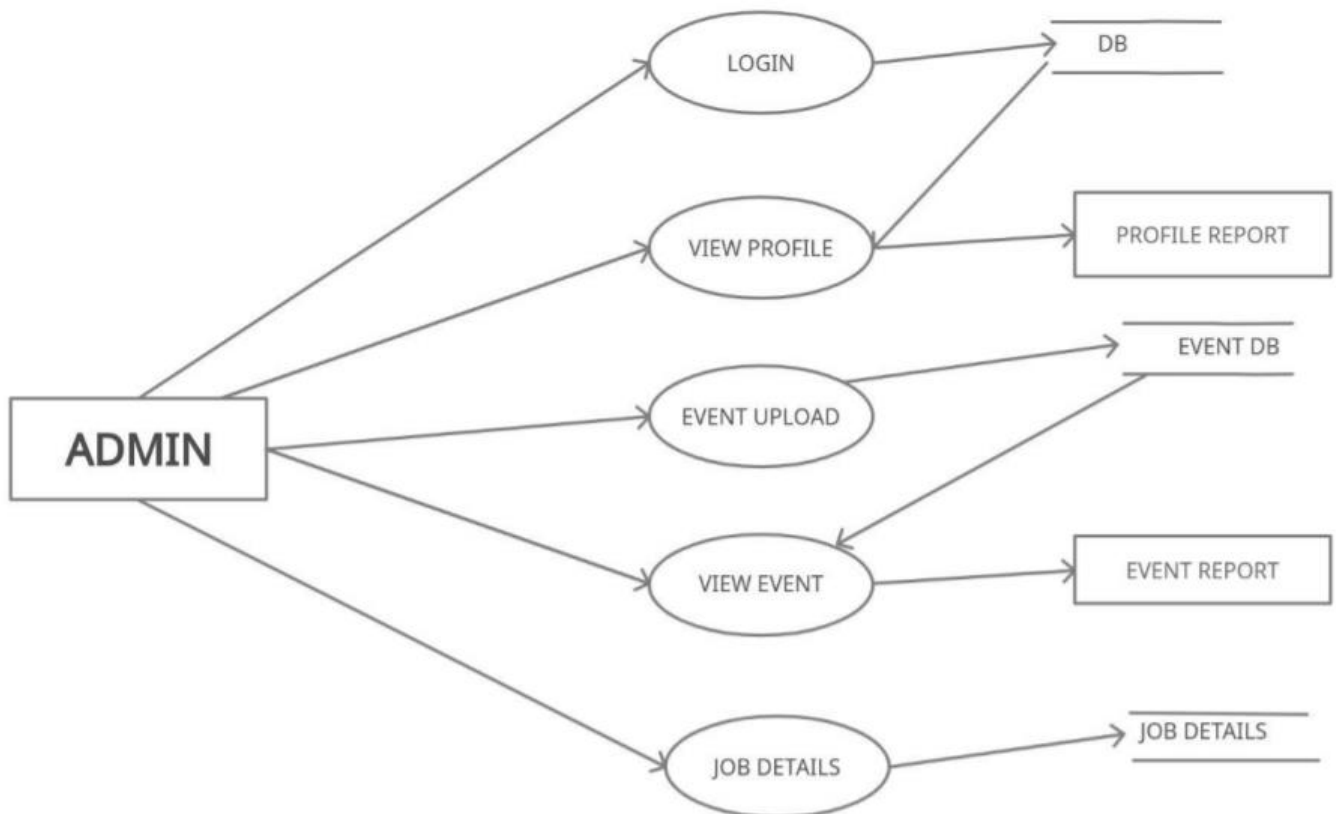 LOGIN
DB
VIEW PROFILE
PROFILE REPORT
EVENT DB
EVENT UPLOAD
ADMIN
VIEW EVENT
EVENT REPORT
JOB DETAILS
JOB DETAILS